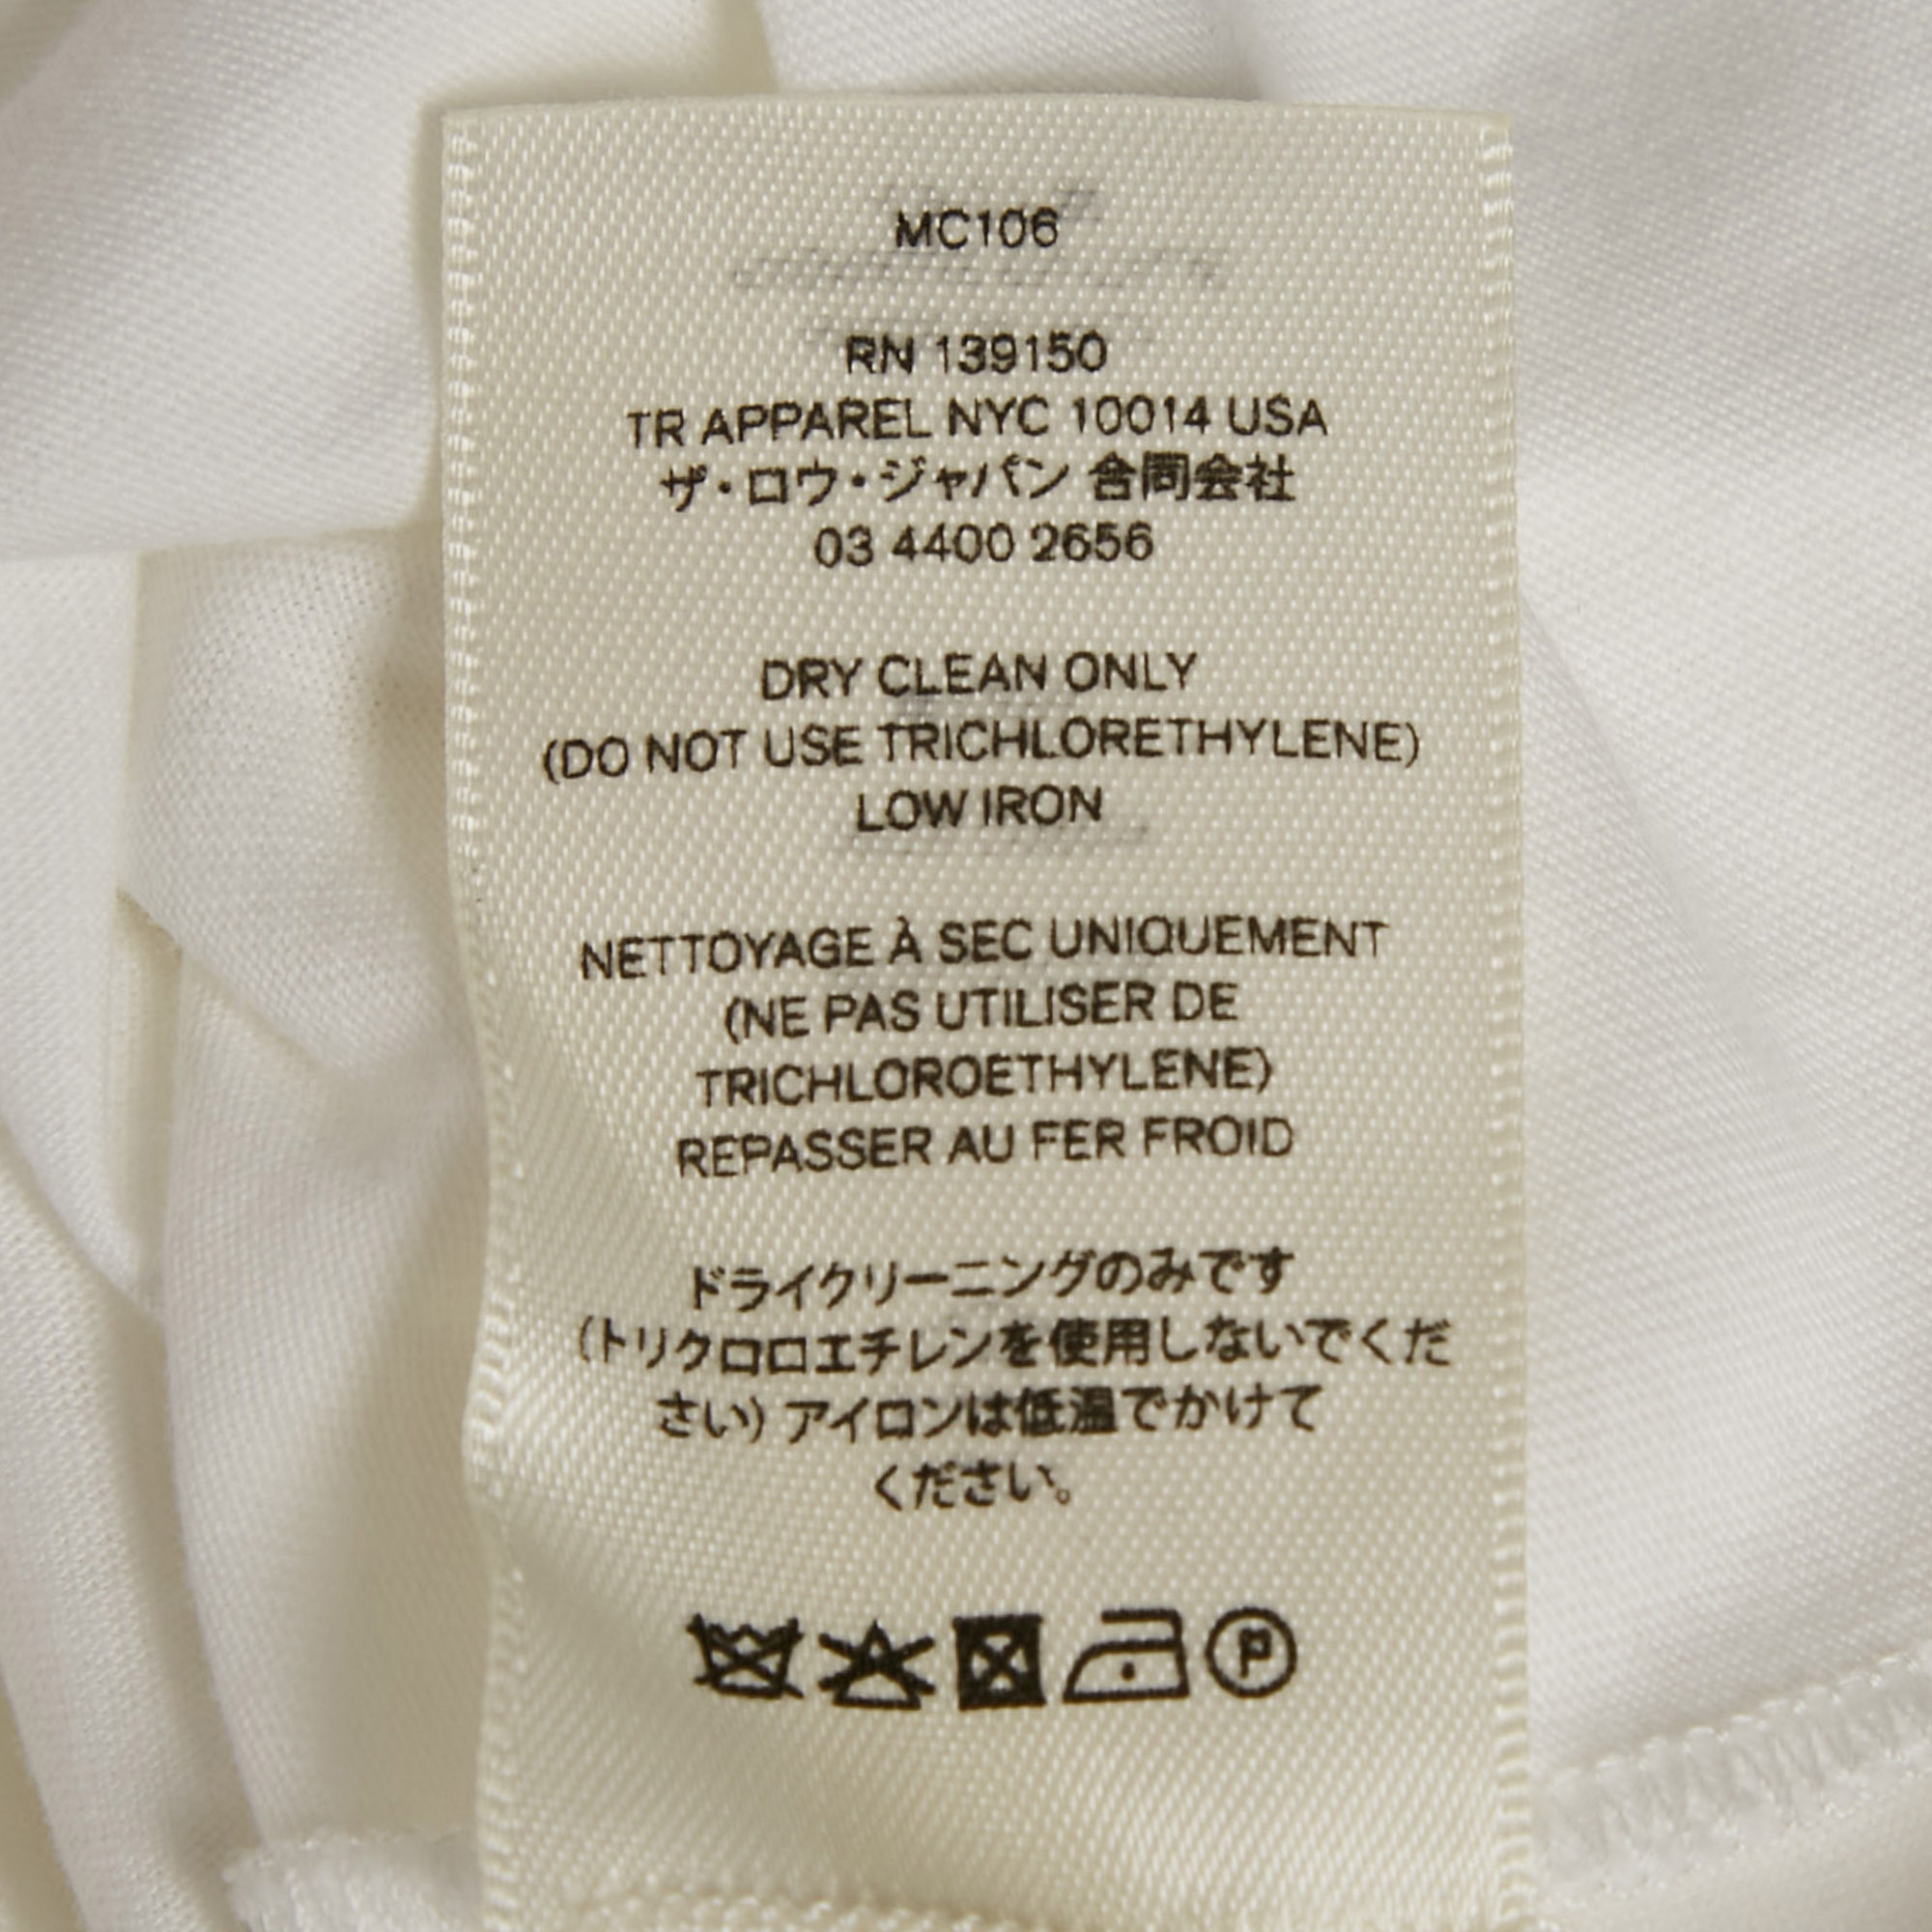 MC106
RN 139150
TR APPAREL NYC 10014 USA
ザ・ロウ・ジャパン 合同会社
03 4400 2656
DRY CLEAN ONLY
(DO NOT USE TRICHLORETHYLENE)
LOW IRON
NETTOYAGE À SEC UNIQUEMENT
(NE PAS UTILISER DE
TRICHLOROETHYLENE)
REPASSER AU FER FROID
ドライクリーニングのみです
(トリクロロエチレンを使用しないでくだ
さい) アイロンは低温でかけて
ください。
P